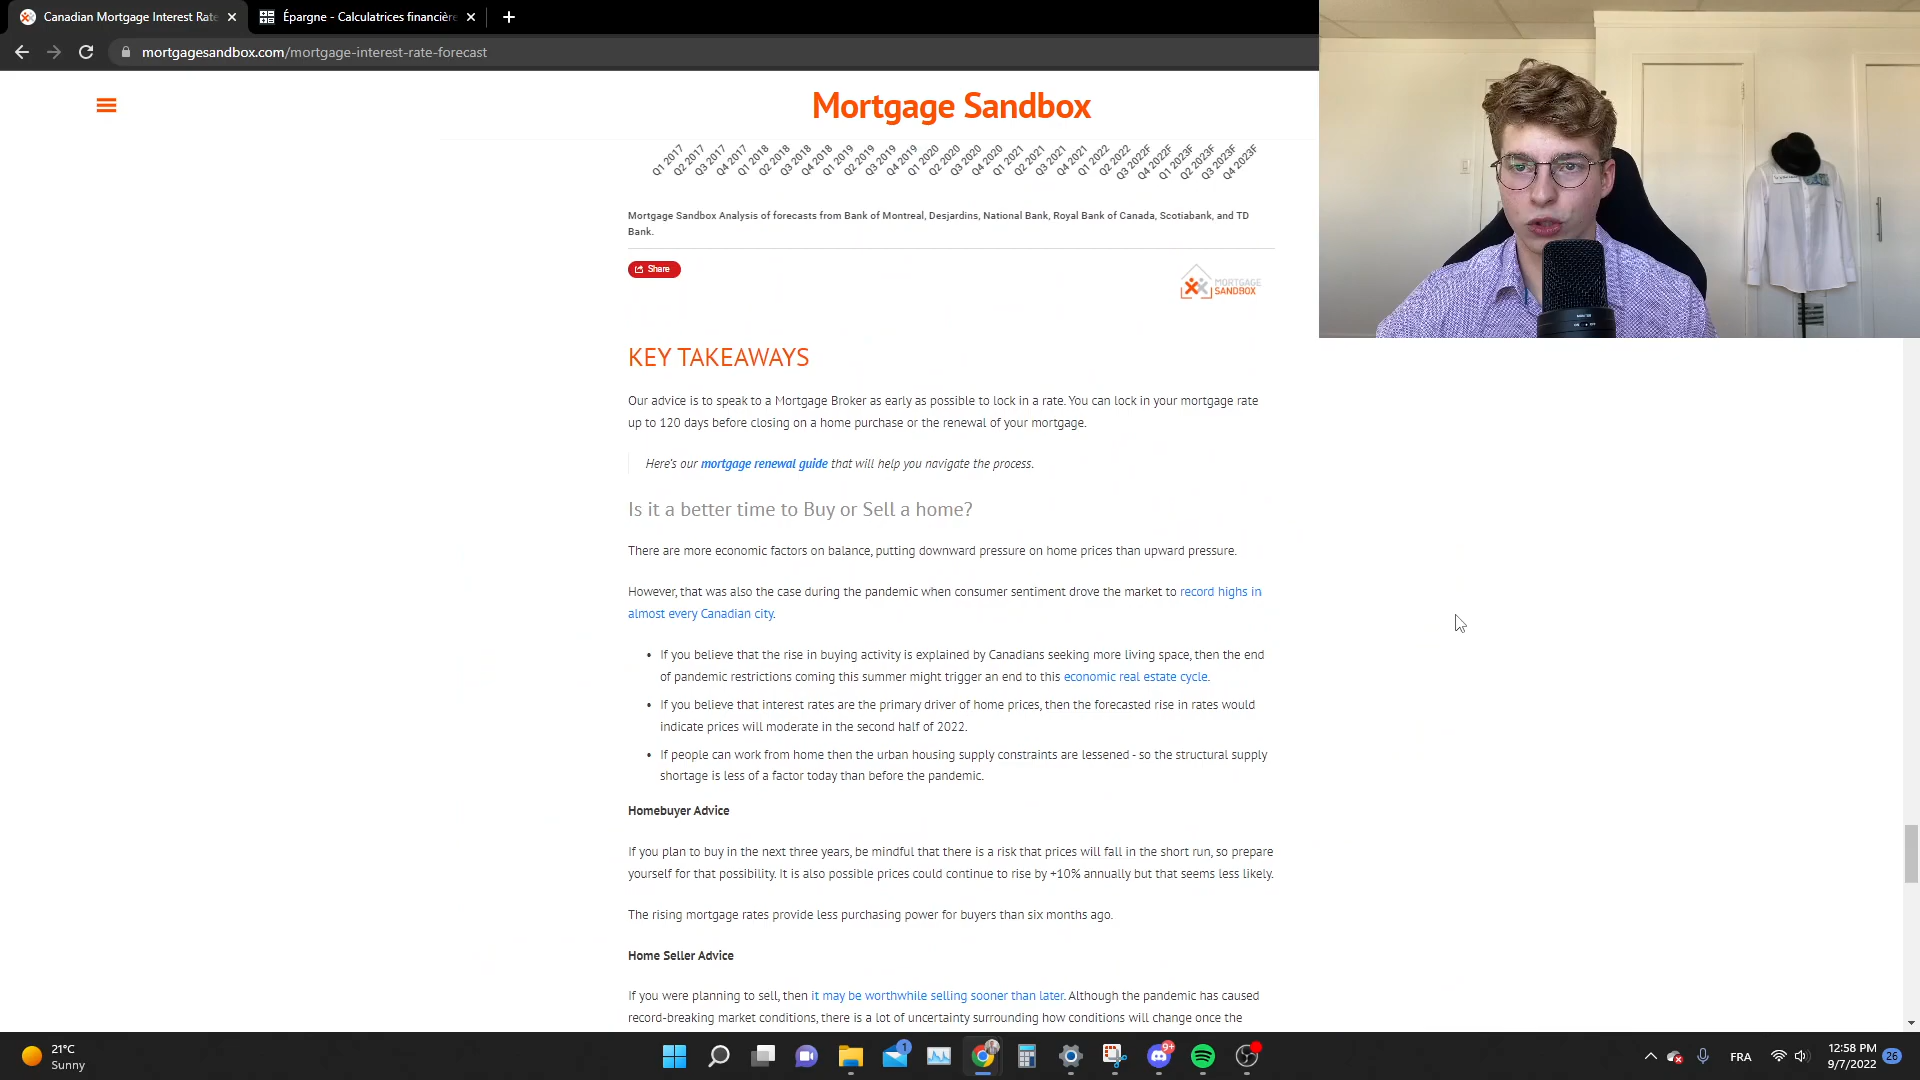 Canadian Mortgage Interest Rate
Épargne - Calculatrices financière
mortgagesandbox.com/mortgage-interest-rate-forecast
Mortgage Sandbox
Q1 2017 Q2 2017 Q3 2017 Q4 2017 Q1 2018 Q2 2018 Q3 2018 Q4 2018 Q1 2019 Q2 2019 Q3 2019 Q4 2019 Q1 2020 Q2 2020 Q3 2020 Q4 2020 Q1 2021 Q2 2021 Q3 2021 Q4 2021 Q1 2022 Q2 2022 Q3 2022F Q4 2022F Q1 2023F Q2 2023F Q3 2023F Q4 2023F
Mortgage Sandbox Analysis of forecasts from Bank of Montreal, Desjardins, National Bank, Royal Bank of Canada, Scotiabank, and TD
Bank.
Share
MORTGAGE
SANDBOX
KEY TAKEAWAYS
Our advice is to speak to a Mortgage Broker as early as possible to lock in a rate. You can lock in your mortgage rate
up to 120 days before closing on a home purchase or the renewal of your mortgage.
Here's our mortgage renewal guide that will help you navigate the process.
Is it a better time to Buy or Sell a home?
There are more economic factors on balance, putting downward pressure on home prices than upward pressure.
However, that was also the case during the pandemic when consumer sentiment drove the market to record highs in
almost every Canadian city.
• If you believe that the rise in buying activity is explained by Canadians seeking more living space, then the end
of pandemic restrictions coming this summer might trigger an end to this economic real estate cycle.
• If you believe that interest rates are the primary driver of home prices, then the forecasted rise in rates would
indicate prices will moderate in the second half of 2022.
• If people can work from home then the urban housing supply constraints are lessened - so the structural supply
shortage is less of a factor today than before the pandemic.
Homebuyer Advice
If you plan to buy in the next three years, be mindful that there is a risk that prices will fall in the short run, so prepare
yourself for that possibility. It is also possible prices could continue to rise by +10% annually but that seems less likely.
The rising mortgage rates provide less purchasing power for buyers than six months ago.
Home Seller Advice
If you were planning to sell, then it may be worthwhile selling sooner than later. Although the pandemic has caused
record-breaking market conditions, there is a lot of uncertainty surrounding how conditions will change once the
21°C
Sunny
1
9+
FRA
12:58 PM
9/7/2022
26